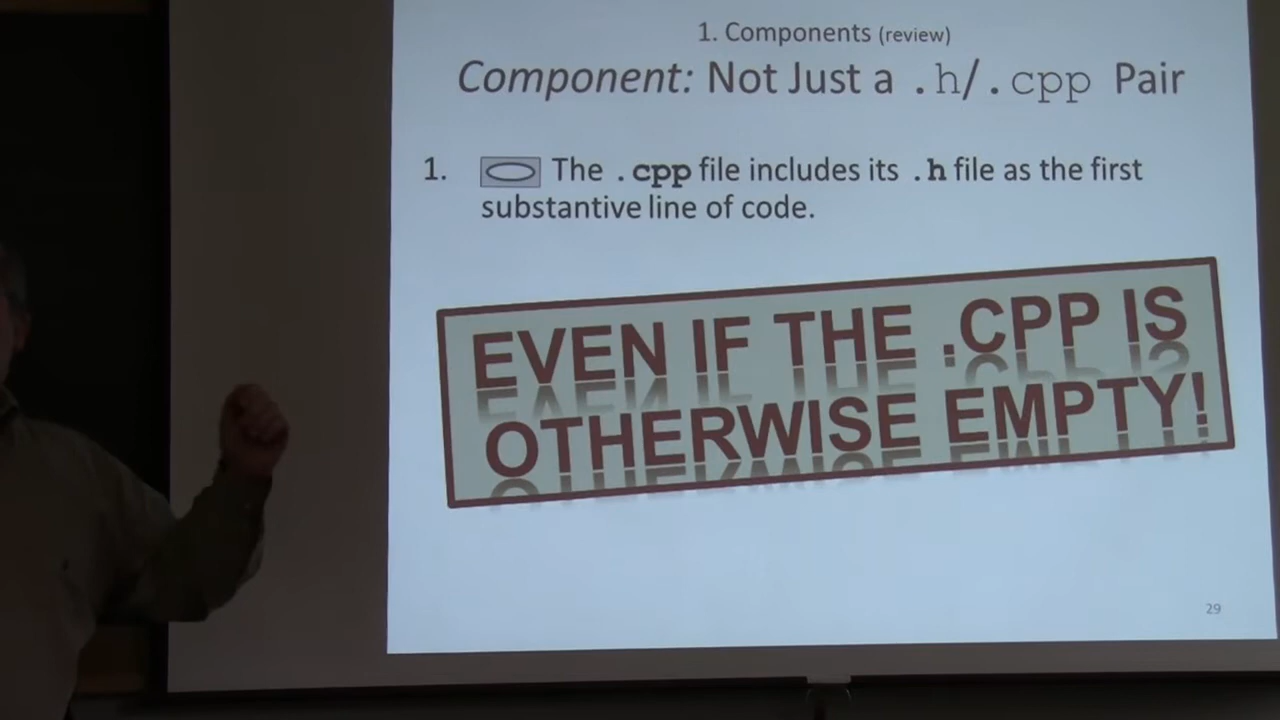 1. Components (review)
Component: Not Just a .h/.cpp Pair
1. The .cpp file includes its .h file as the first
substantive line of code.
EVEN IF THE .CPP IS
OTHERWISE EMPTY!
29